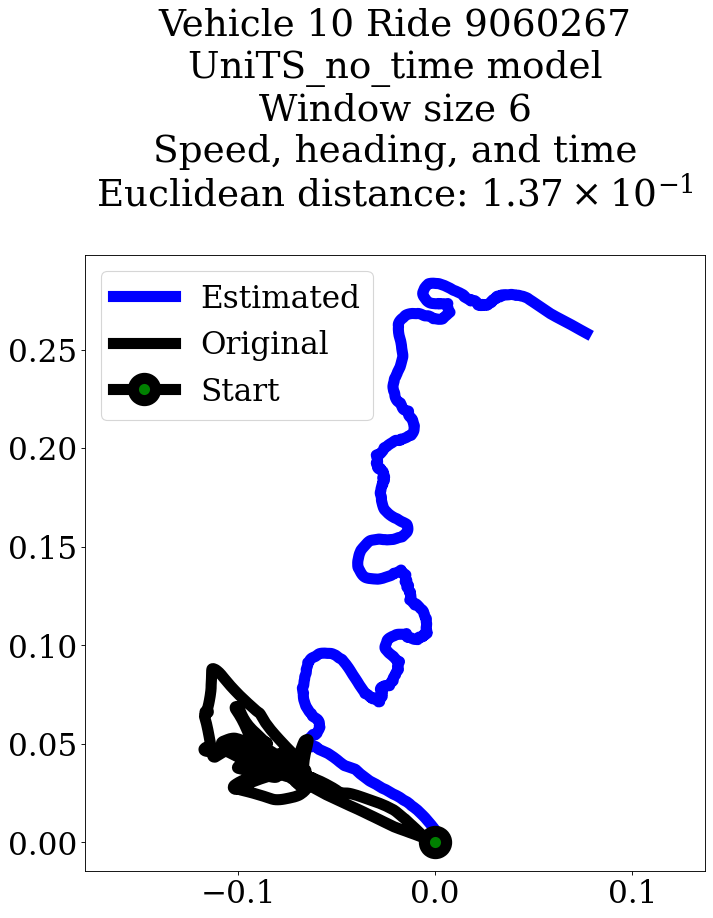 Vehicle 10 Ride 9060267
UniTS_no_time model
Window size 6
Speed, heading, and time
Euclidean distance: 1.37 × 10⁻¹
Estimated
Original
Start
0.25
0.20
0.15
0.10
0.05
0.00
−0.1 0.0 0.1